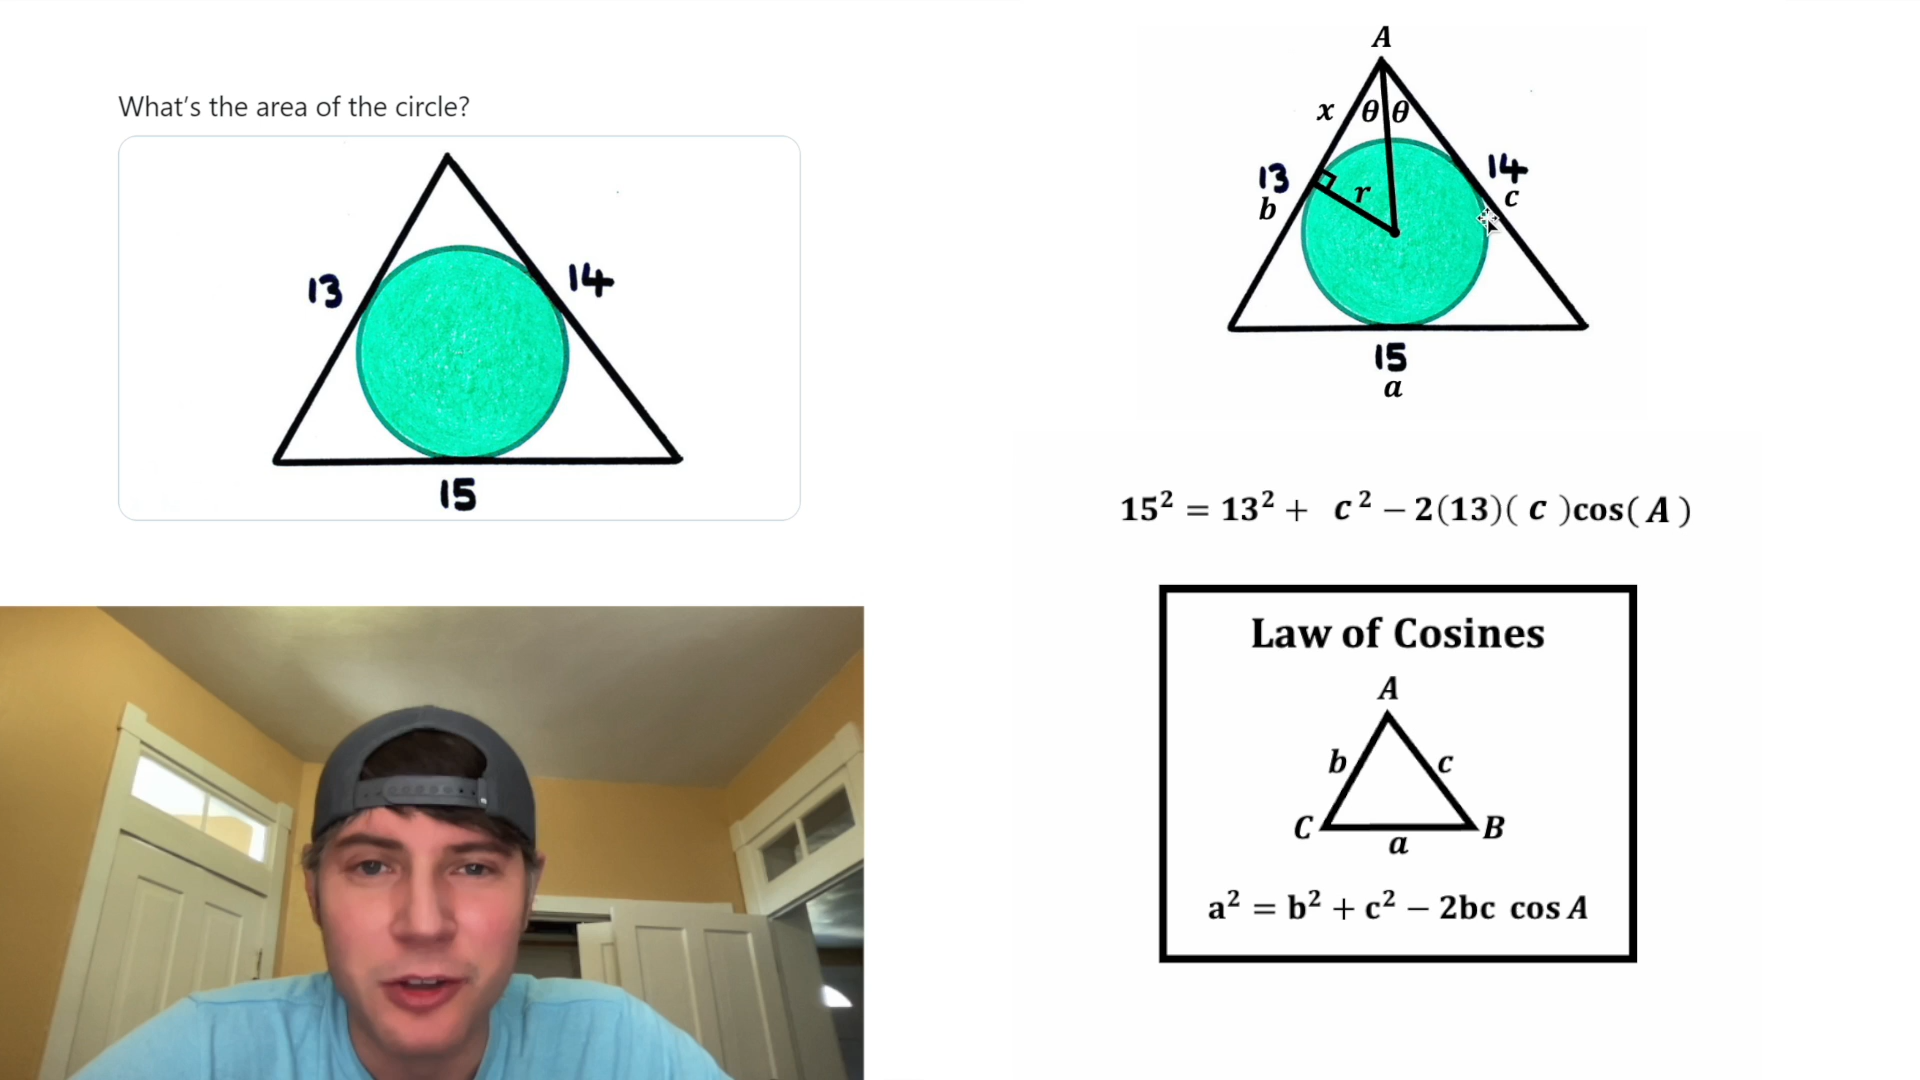 What's the area of the circle?
13
14
15
A
x
θ
θ
13
b
r
14
c
15
a
15² = 13² + c² − 2(13)( c )cos( A )
Law of Cosines
A
b
c
C
B
a
a² = b² + c² − 2bc cos A